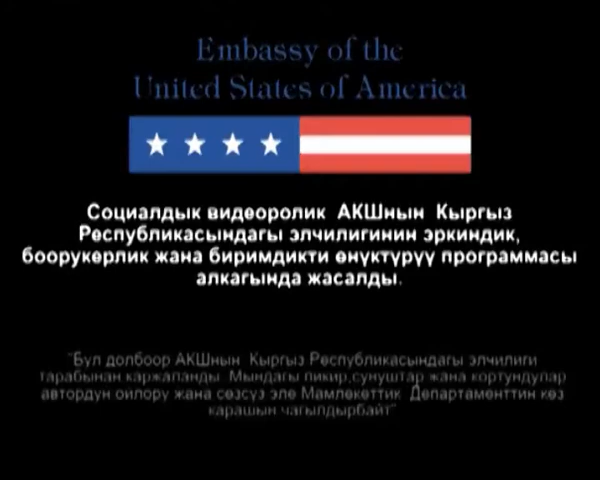 Embassy of the
United States of America
Социалдык видеоролик АКШнын Кыргыз
Республикасындагы элчилигинин эркиндик,
боорукерлик жана биримдикти өнүктүрүү программасы
алкагында жасалды.
"Бул долбоор АКШнын Кыргыз Республикасындагы элчилиги
тарабынан каржаланды. Мындагы пикир,сунуштар жана кортундулар
автордун ойлору жана сөзсүз эле Мамлекеттик Департаменттин көз
карашын чагылдырбайт"